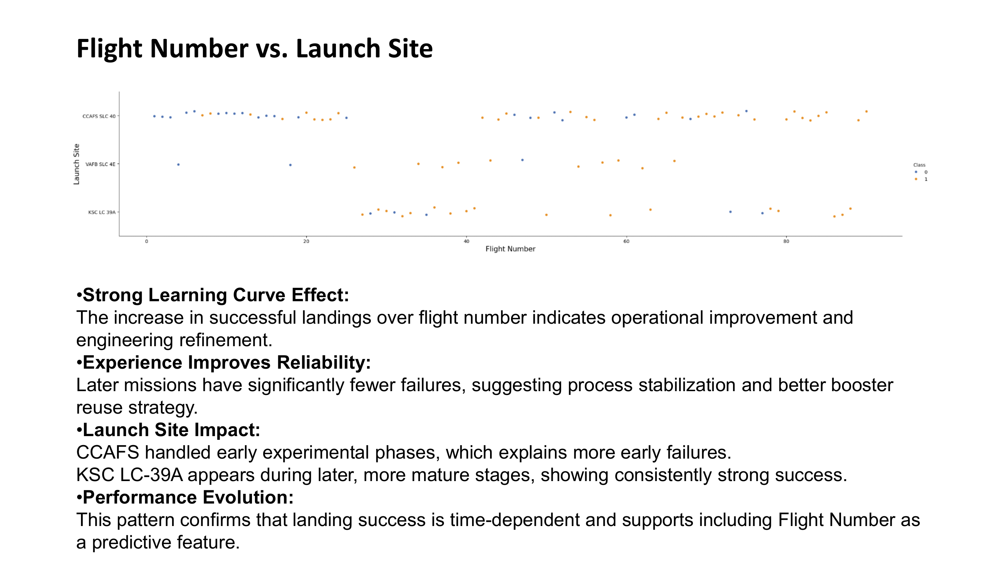 Flight Number vs. Launch Site
CCAFS SLC 40
VAFB SLC 4E
KSC LC 39A
Launch Site
0
20
40
60
80
Flight Number
Class
0
1
•Strong Learning Curve Effect:
The increase in successful landings over flight number indicates operational improvement and
engineering refinement.
•Experience Improves Reliability:
Later missions have significantly fewer failures, suggesting process stabilization and better booster
reuse strategy.
•Launch Site Impact:
CCAFS handled early experimental phases, which explains more early failures.
KSC LC-39A appears during later, more mature stages, showing consistently strong success.
•Performance Evolution:
This pattern confirms that landing success is time-dependent and supports including Flight Number as
a predictive feature.